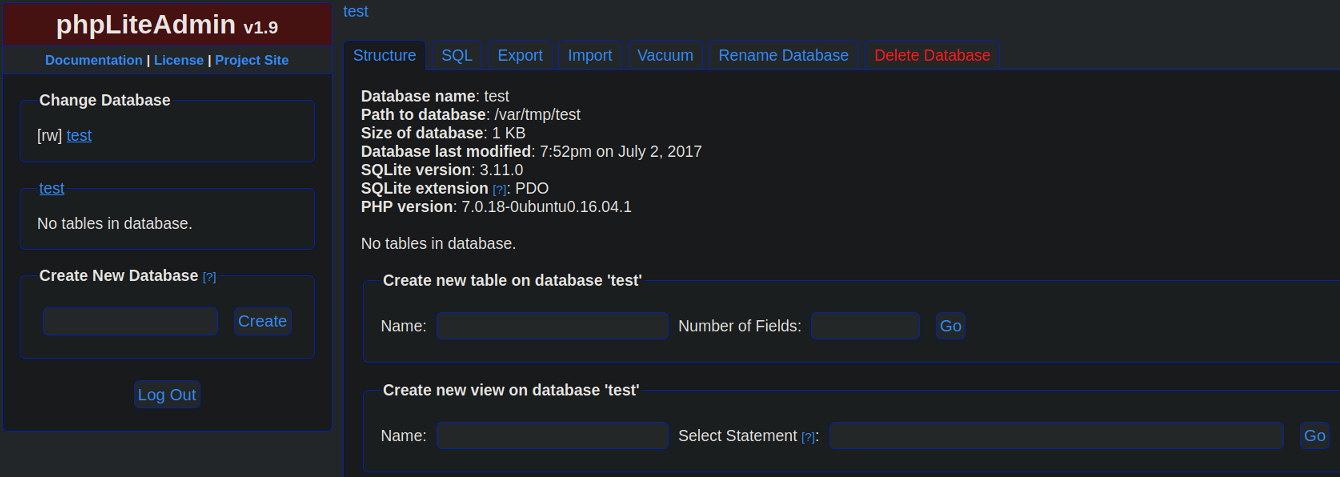 phpLiteAdmin v1.9
Documentation | License | Project Site
Change Database
[rw] test
test
No tables in database.
Create New Database [?]
Create
Log Out
test
Structure SQL Export Import Vacuum Rename Database Delete Database
Database name: test
Path to database: /var/tmp/test
Size of database: 1 KB
Database last modified: 7:52pm on July 2, 2017
SQLite version: 3.11.0
SQLite extension [?]: PDO
PHP version: 7.0.18-0ubuntu0.16.04.1
No tables in database.
Create new table on database 'test'
Name: Number of Fields: Go
Create new view on database 'test'
Name: Select Statement [?]: Go